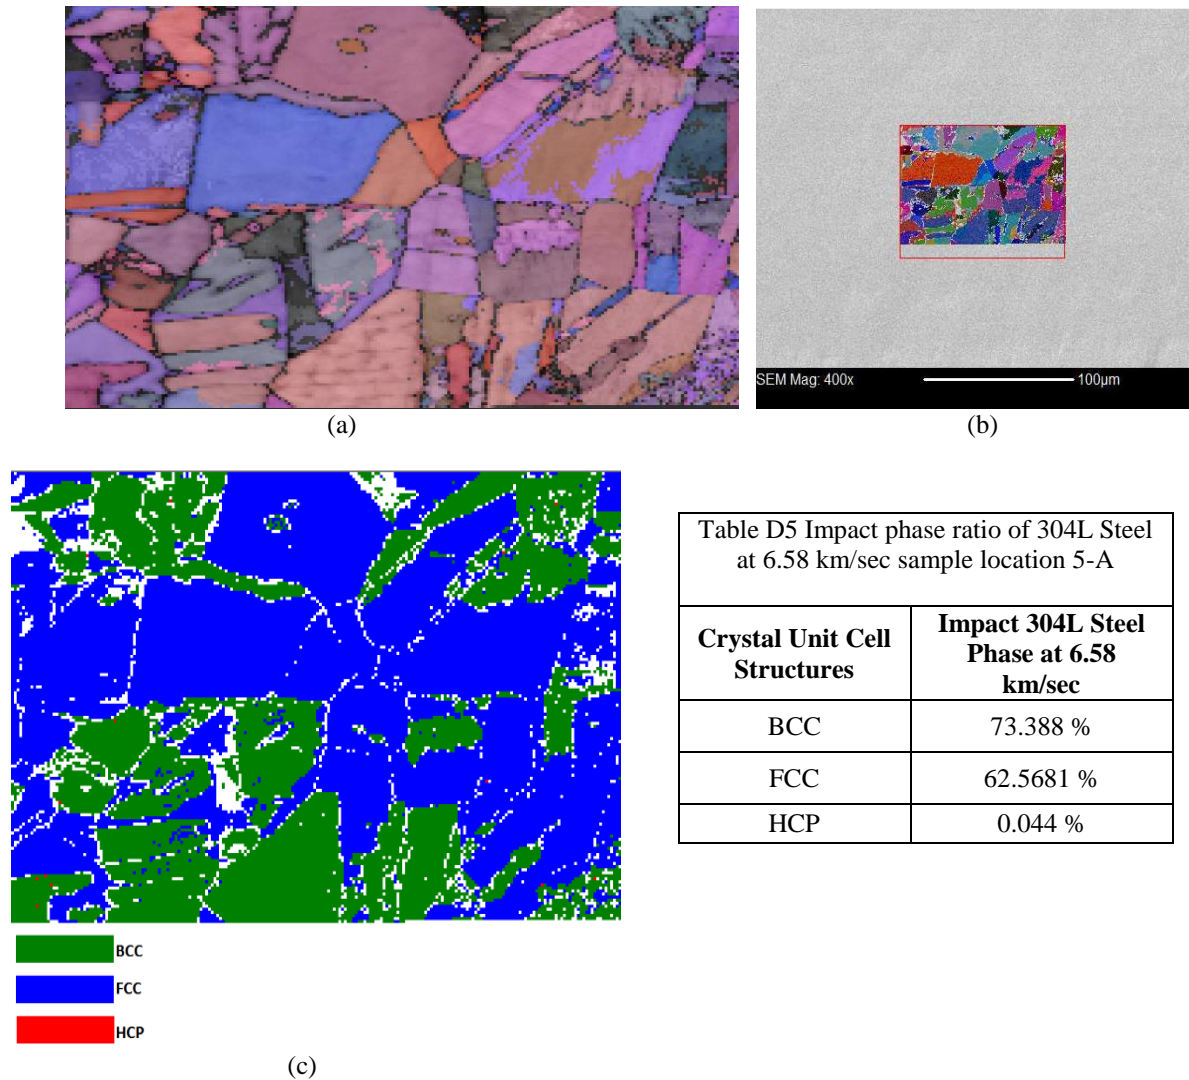 (a)
SEM Mag: 400x 100µm
(b)
BCC
FCC
HCP
(c)
Table D5 Impact phase ratio of 304L Steel
at 6.58 km/sec sample location 5-A
Crystal Unit Cell
Structures
Impact 304L Steel
Phase at 6.58
km/sec
BCC 73.388 %
FCC 62.5681 %
HCP 0.044 %